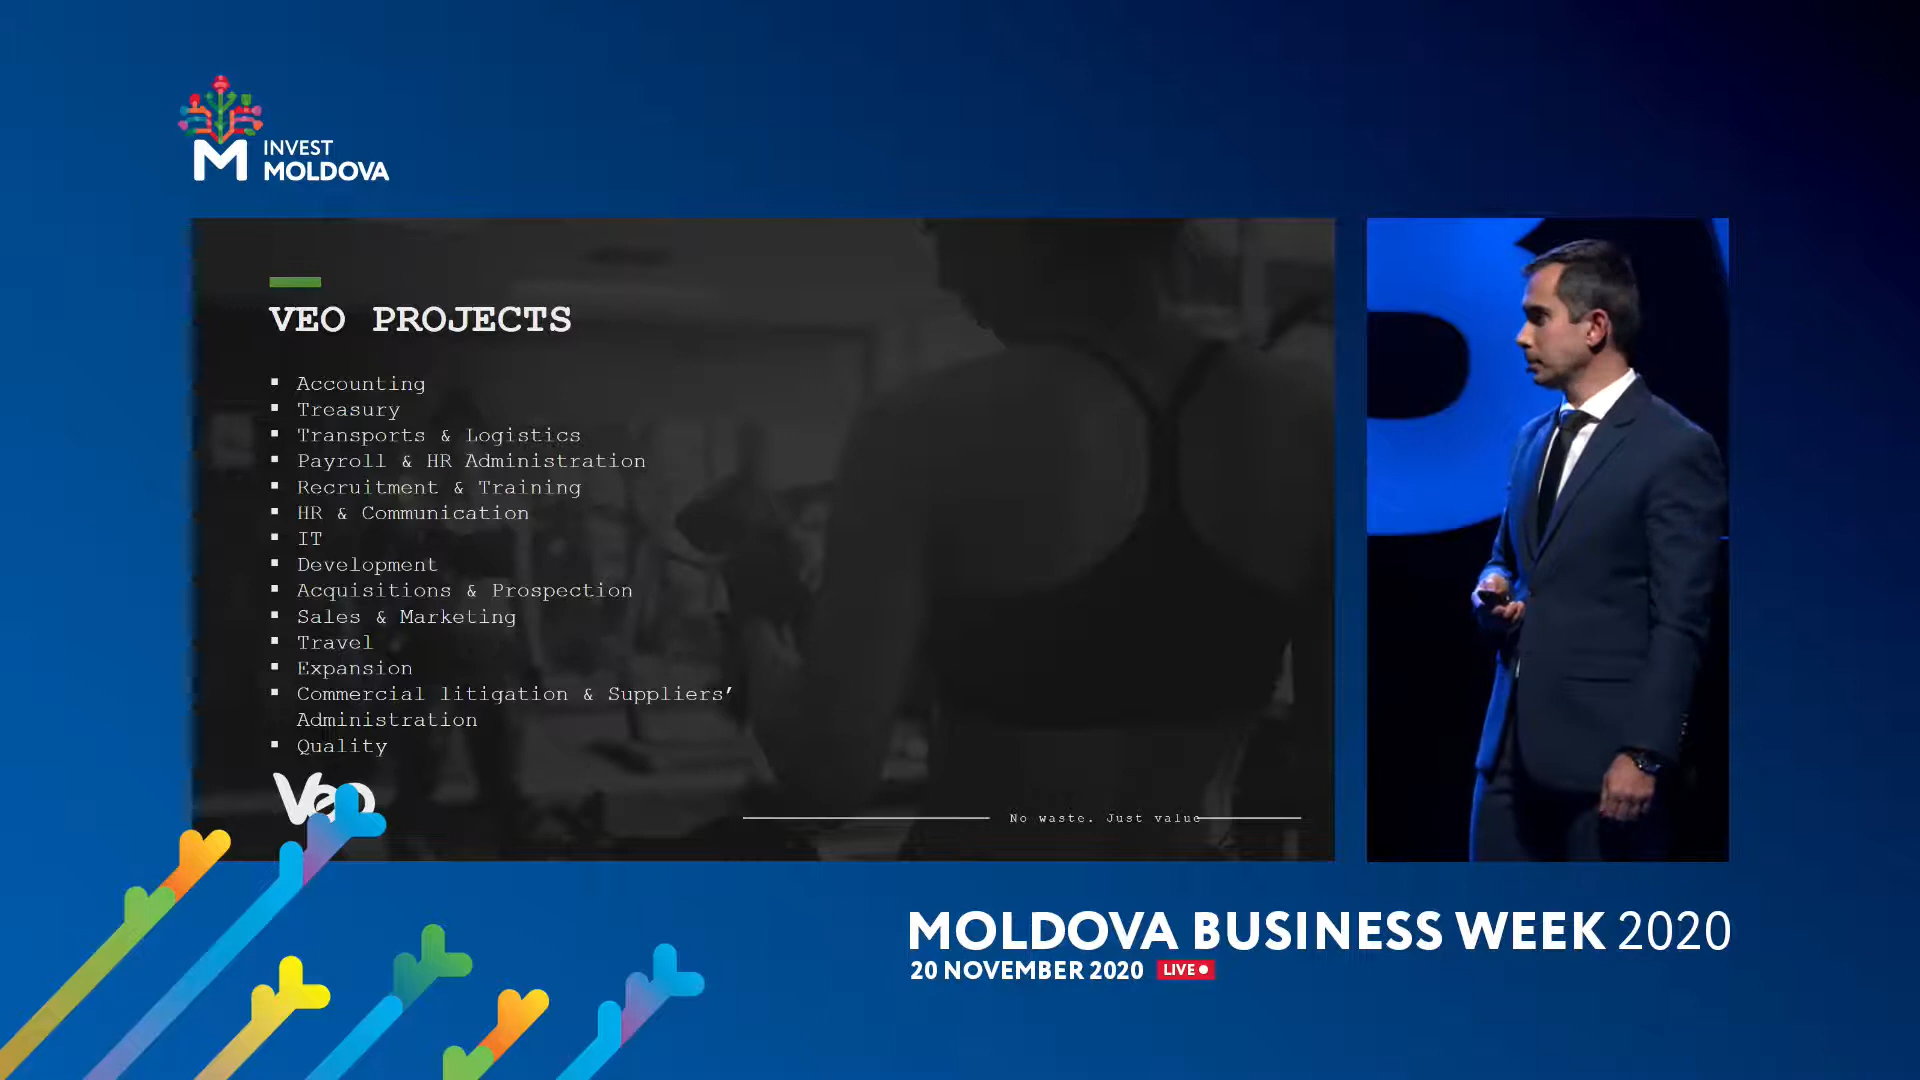 INVEST
MOLDOVA
VEO PROJECTS
▪ Accounting
▪ Treasury
▪ Transports & Logistics
▪ Payroll & HR Administration
▪ Recruitment & Training
▪ HR & Communication
▪ IT
▪ Development
▪ Acquisitions & Prospection
▪ Sales & Marketing
▪ Travel
▪ Expansion
▪ Commercial litigation & Suppliers’
Administration
▪ Quality
Veo
No waste. Just value
MOLDOVA BUSINESS WEEK 2020
20 NOVEMBER 2020 LIVE